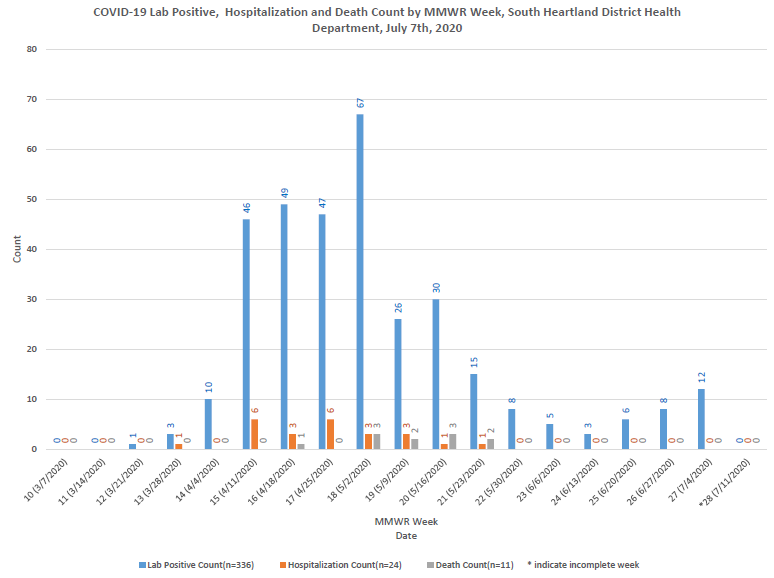 COVID-19 Lab Positive,  Hospitalization and Death Count by MMWR Week, South Heartland District Health
Department, July 7th, 2020
80
70
60
50
40
30
20
10
0
Count
0 0 0
0 0 0
1 0 0
3 1 0
10 0 0
46 6 0
49 3 1
47 6 0
67 3 3
26 3 2
30 1 3
15 1 2
8 0 0
5 0 0
3 0 0
6 0 0
8 0 0
12 0 0
0 0 0
10 (3/7/2020)
11 (3/14/2020)
12 (3/21/2020)
13 (3/28/2020)
14 (4/4/2020)
15 (4/11/2020)
16 (4/18/2020)
17 (4/25/2020)
18 (5/2/2020)
19 (5/9/2020)
20 (5/16/2020)
21 (5/23/2020)
22 (5/30/2020)
23 (6/6/2020)
24 (6/13/2020)
25 (6/20/2020)
26 (6/27/2020)
27 (7/4/2020)
*28 (7/11/2020)
MMWR Week
Date
Lab Positive Count(n=336) Hospitalization Count(n=24) Death Count(n=11) * indicate incomplete week